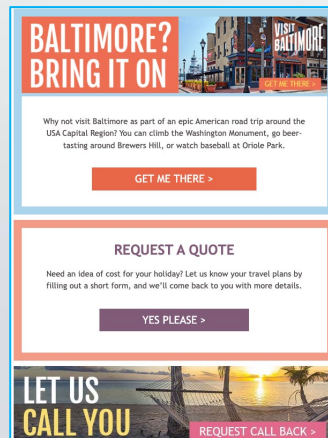 BALTIMORE?
BRING IT ON
VISIT
BALTIMORE
GET ME THERE >
Why not visit Baltimore as part of an epic American road trip around the
USA Capital Region? You can climb the Washington Monument, go beer-
tasting around Brewers Hill, or watch baseball at Oriole Park.
GET ME THERE >
REQUEST A QUOTE
Need an idea of cost for your holiday? Let us know your travel plans by
filling out a short form, and we'll come back to you with more details.
YES PLEASE >
LET US
CALL YOU
REQUEST CALL BACK >